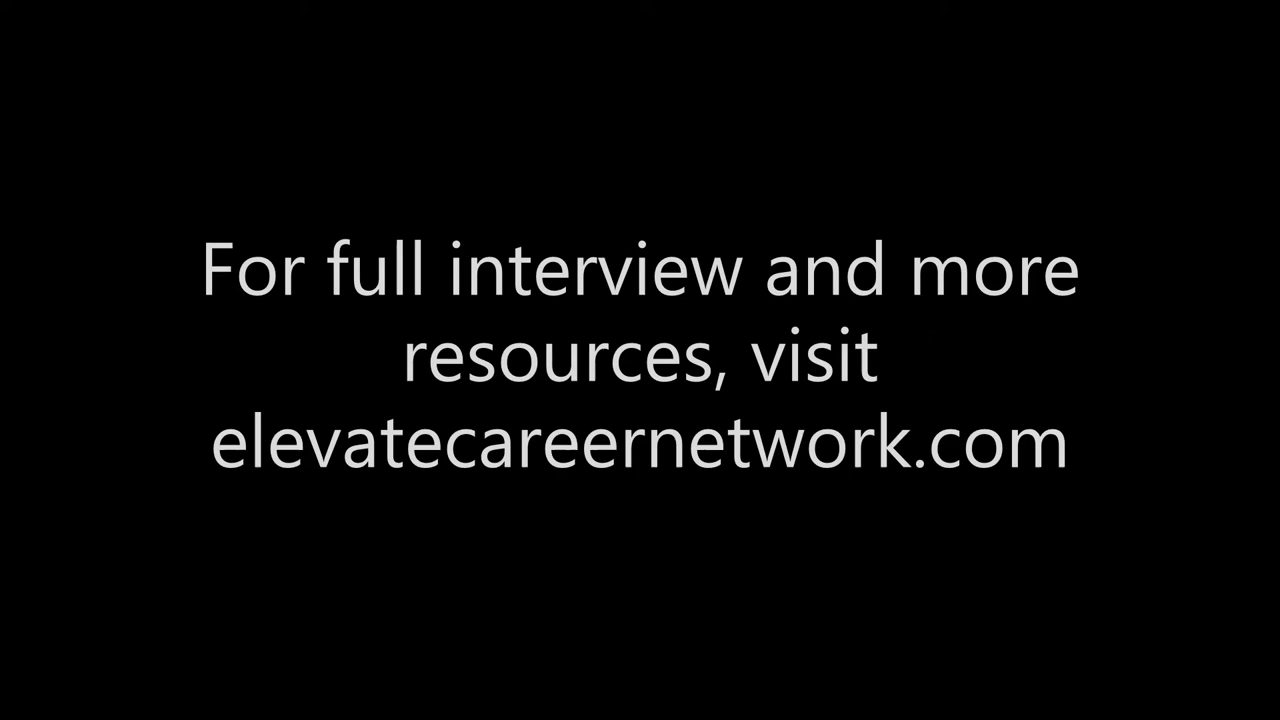 For full interview and more
resources, visit
elevatecareernetwork.com